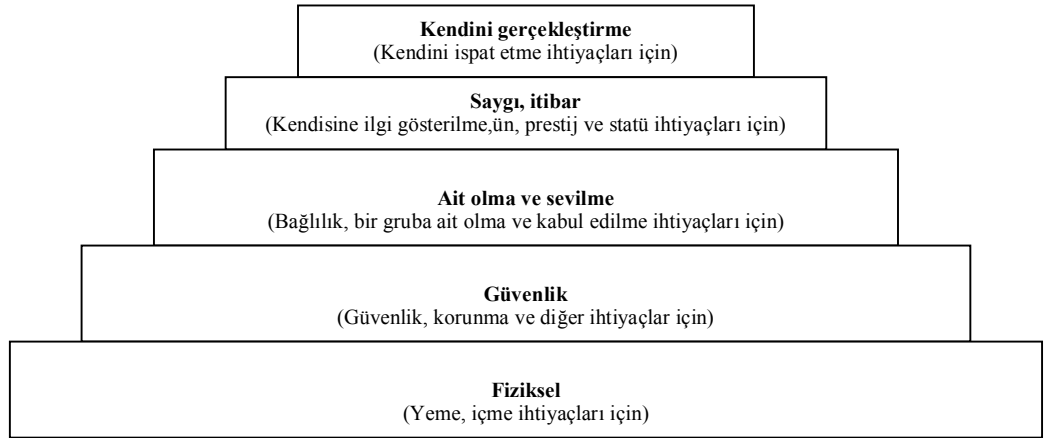 Kendini gerçekleştirme
(Kendini ispat etme ihtiyaçları için)
Saygı, itibar
(Kendisine ilgi gösterilme,ün, prestij ve statü ihtiyaçları için)
Ait olma ve sevilme
(Bağlılık, bir gruba ait olma ve kabul edilme ihtiyaçları için)
Güvenlik
(Güvenlik, korunma ve diğer ihtiyaçlar için)
Fiziksel
(Yeme, içme ihtiyaçları için)